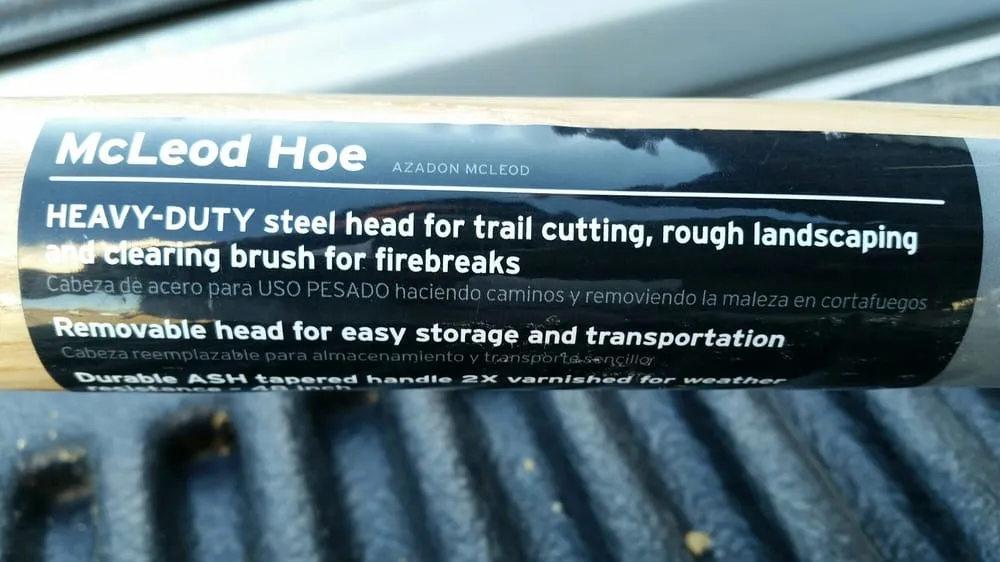 McLeod Hoe AZADON MCLEOD
HEAVY-DUTY steel head for trail cutting, rough landscaping
and clearing brush for firebreaks
Cabeza de acero para USO PESADO haciendo caminos y removiendo la maleza en cortafuegos
Removable head for easy storage and transportation
Cabeza reemplazable para almacenamiento y transporte sencillo
Durable ASH tapered handle 2X varnished for weather
resistance